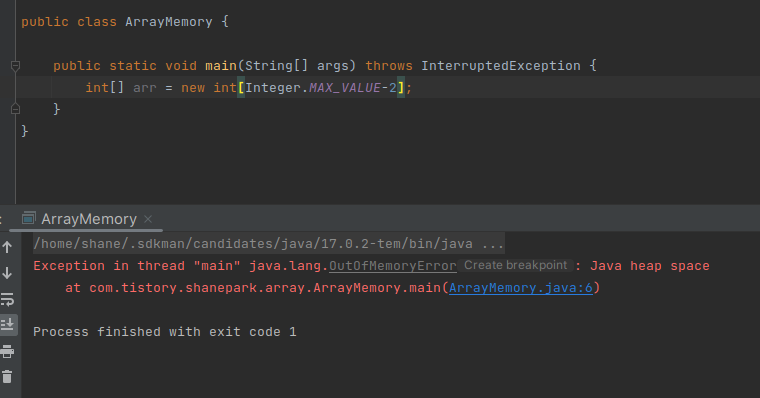 public class ArrayMemory {
public static void main(String[] args) throws InterruptedException {
int[] arr = new int[Integer.MAX_VALUE-2];
}
}
: ArrayMemory ×
/home/shane/.sdkman/candidates/java/17.0.2-tem/bin/java ...
Exception in thread "main" java.lang.OutOfMemoryError Create breakpoint : Java heap space
at com.tistory.shanepark.array.ArrayMemory.main(ArrayMemory.java:6)
Process finished with exit code 1